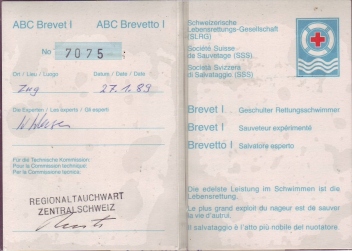 ABC Brevet I   ABC Brevetto I
No 7075
Ort / Lieu / Luogo   Datum / Date / Data
Zug   27.1.89
Die Experten / Les experts / Gli esperti
Für die Technische Kommission:
Pour la Commission technique:
Per la Commissione tecnica:
REGIONALTAUCHWART
ZENTRALSCHWEIZ
Schweizerische
Lebensrettungs-Gesellschaft
(SLRG)
Société Suisse
de Sauvetage (SSS)
Società Svizzera
di Salvataggio (SSS)
Brevet I   Geschulter Rettungsschwimmer
Brevet I   Sauveteur expérimenté
Brevetto I   Salvatore esperto
Die edelste Leistung im Schwimmen ist die
Lebensrettung.
Le plus grand exploit du nageur est de sauver
la vie d'autrui.
Il salvataggio è l'atto più nobile del nuotatore.